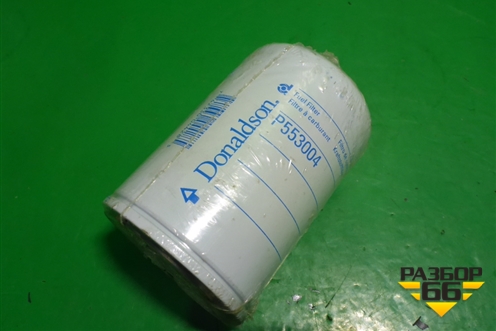 Donaldson.
P553004
Fuel Filter
Filtre à carburant
РАЗБОР
66